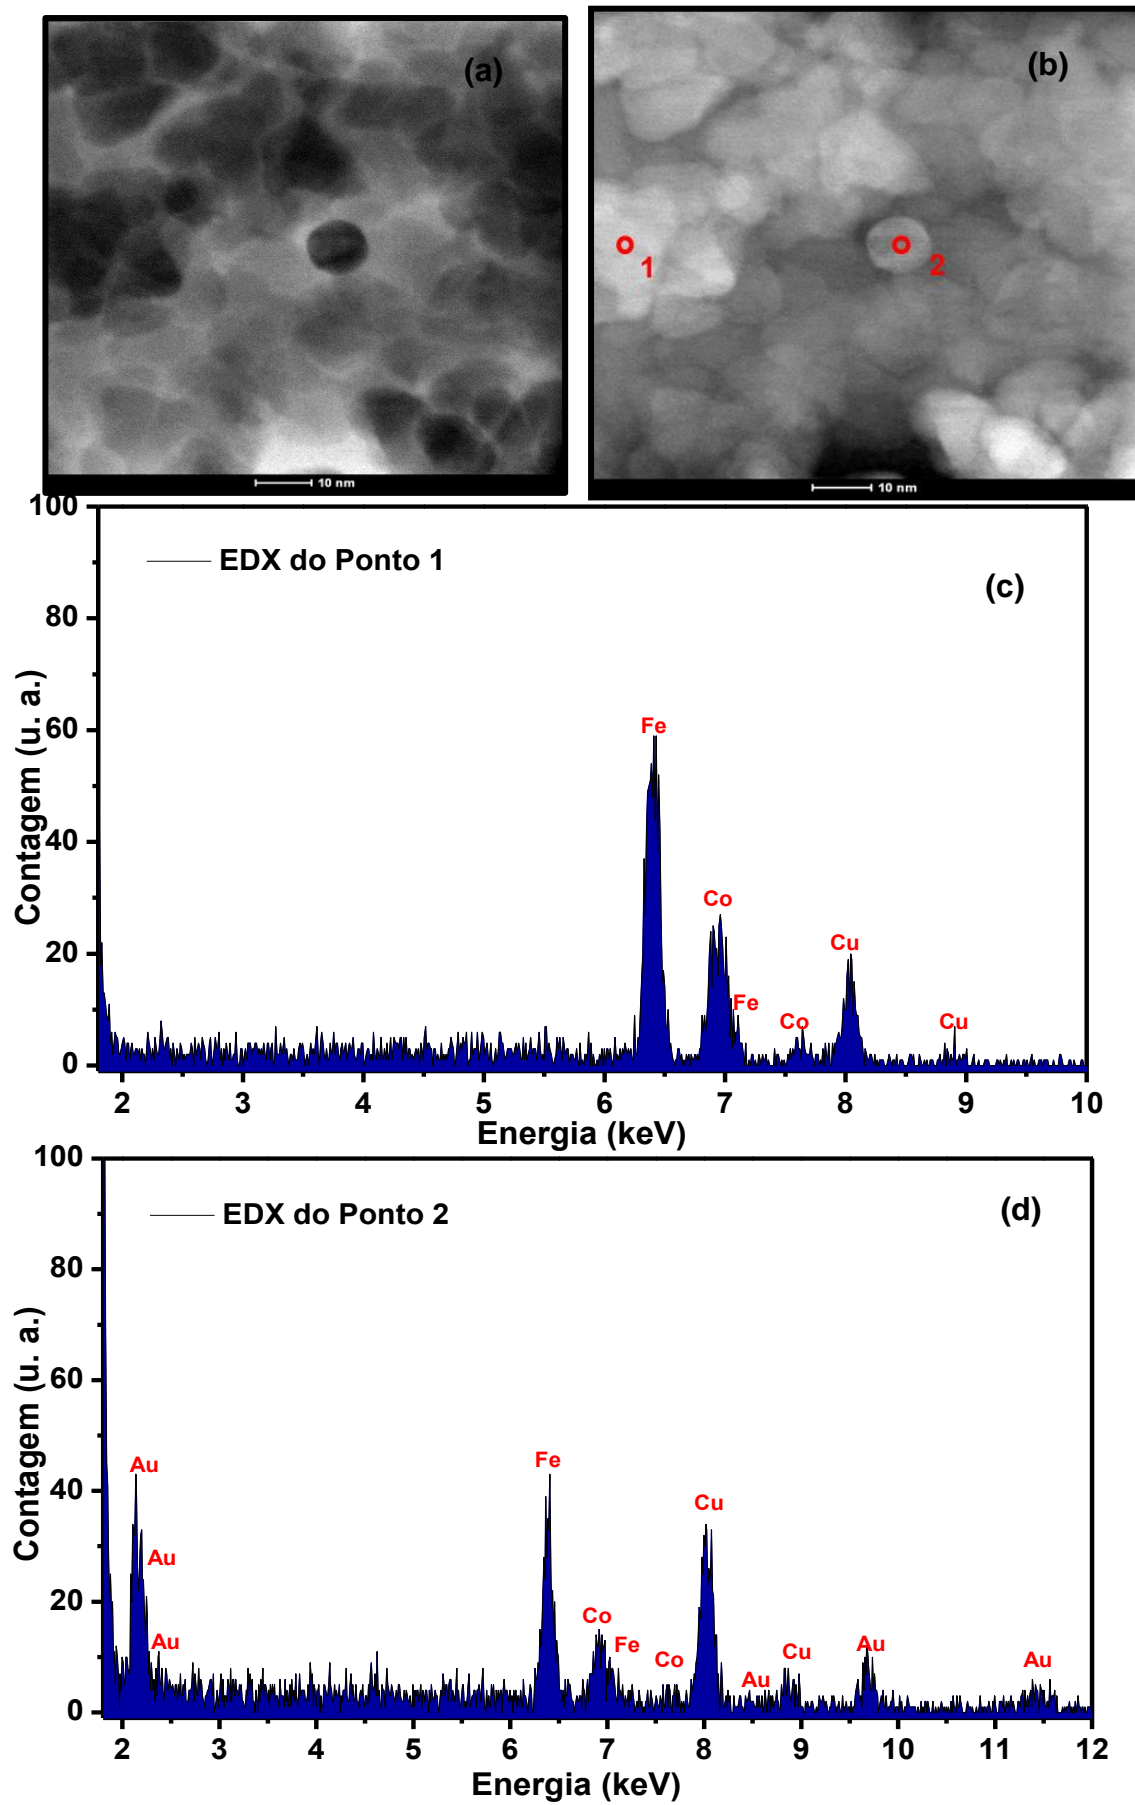 (a)
10 nm
(b)
1
2
10 nm
100
80
60
40
20
0
Contagem (u. a.)
EDX do Ponto 1
(c)
Fe
Co
Fe
Co
Cu
Cu
2 3 4 5 6 7 8 9 10
Energia (keV)
100
80
60
40
20
0
Contagem (u. a.)
EDX do Ponto 2
(d)
Au
Au
Au
Fe
Co
Fe
Co
Cu
Au
Cu
Au
Au
2 3 4 5 6 7 8 9 10 11 12
Energia (keV)